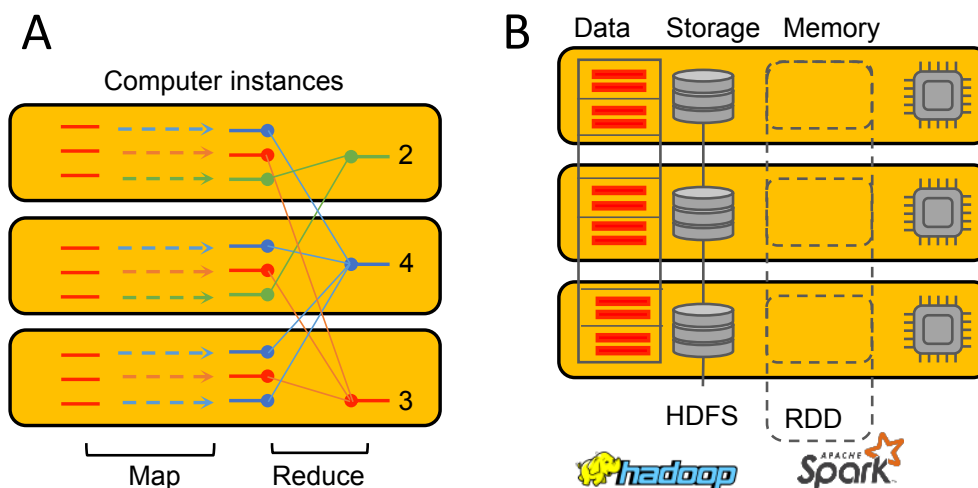 A
Computer instances
2
4
3
Map
Reduce
B
Data
Storage
Memory
HDFS
RDD
hadoop
APACHE
Spark